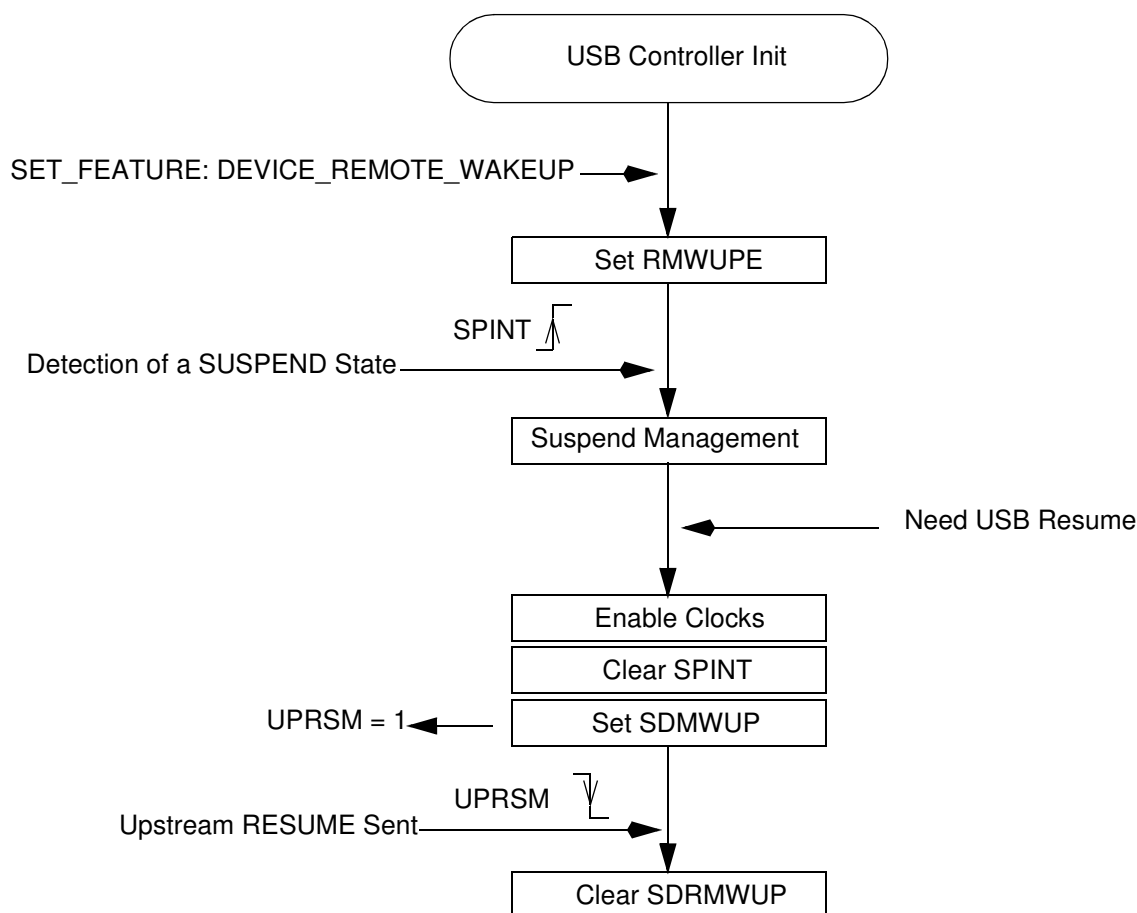 USB Controller Init
SET_FEATURE: DEVICE_REMOTE_WAKEUP
Set RMWUPE
SPINT
Detection of a SUSPEND State
Suspend Management
Need USB Resume
Enable Clocks
Clear SPINT
UPRSM = 1
Set SDMWUP
UPRSM
Upstream RESUME Sent
Clear SDRMWUP